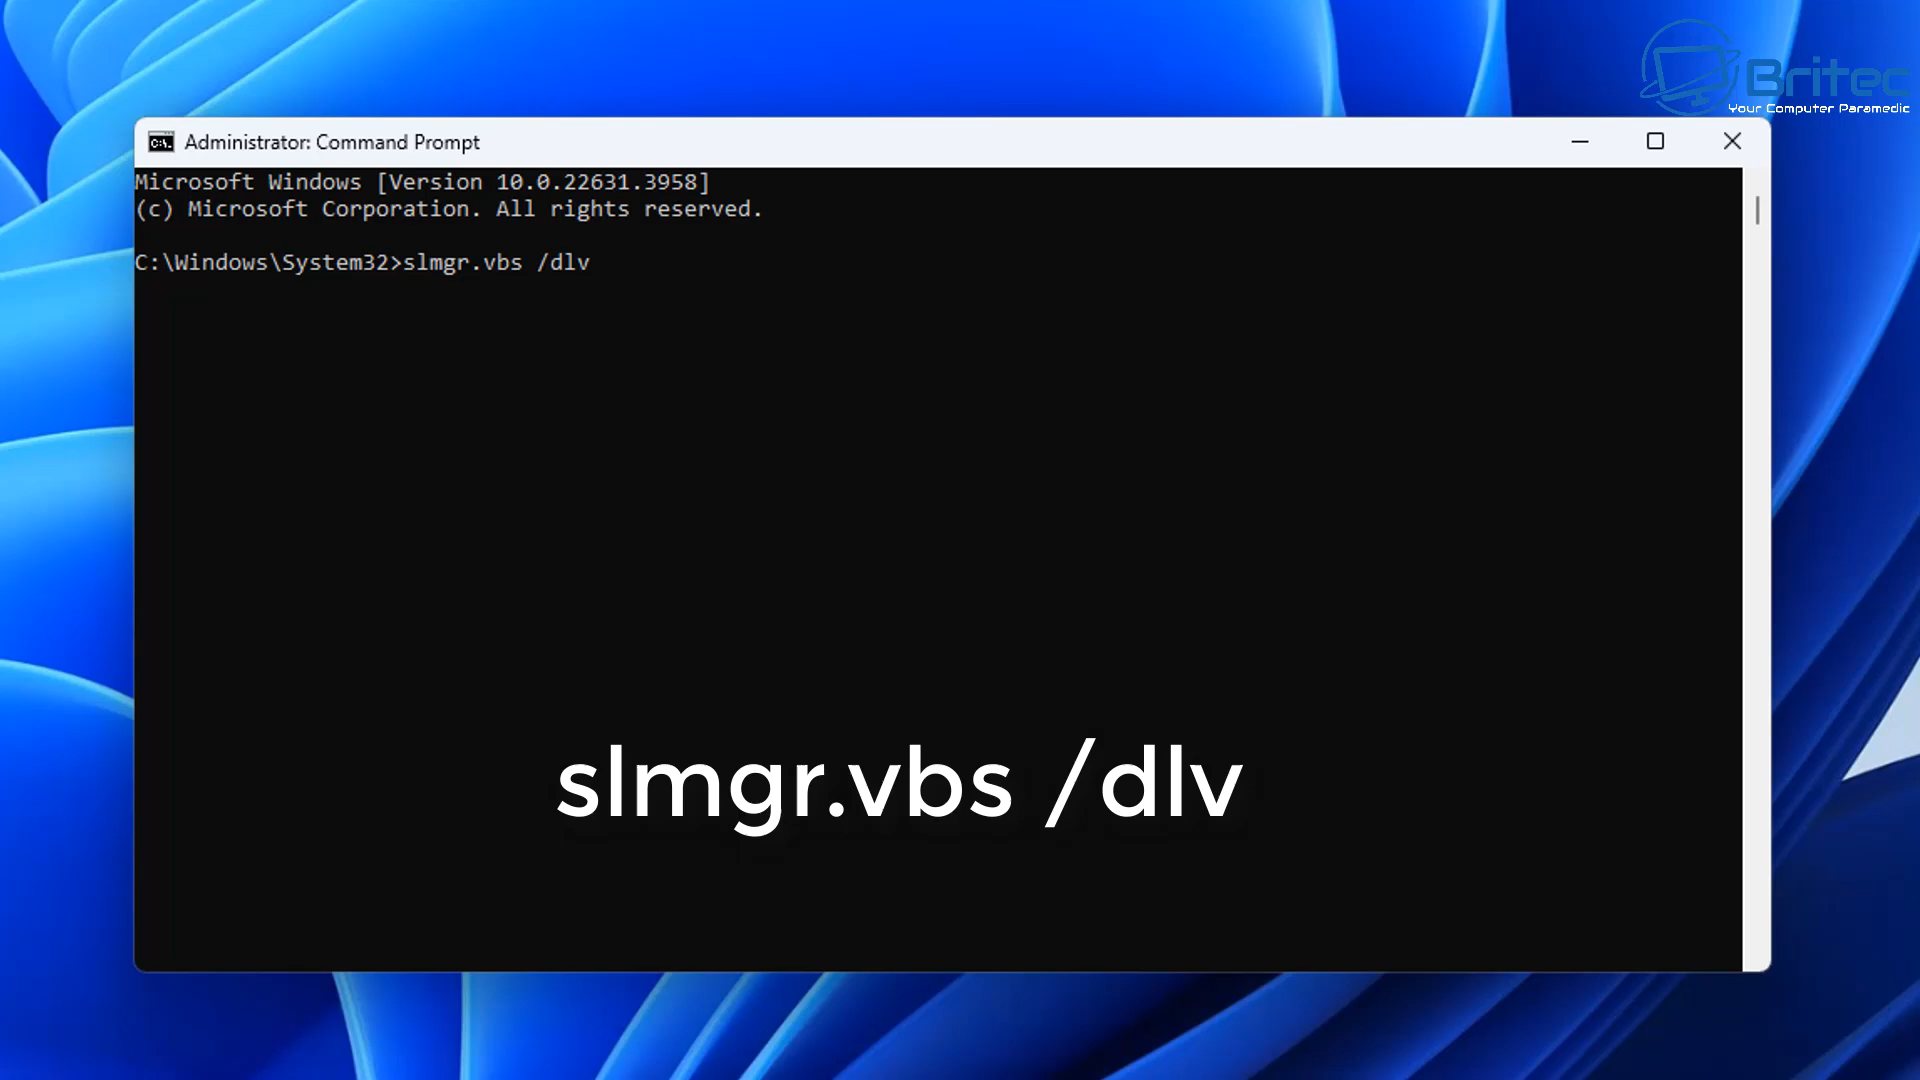 Britec
Your Computer Paramedic
Administrator: Command Prompt
Microsoft Windows [Version 10.0.22631.3958]
(c) Microsoft Corporation. All rights reserved.
C:\Windows\System32>slmgr.vbs /dlv
slmgr.vbs /dlv